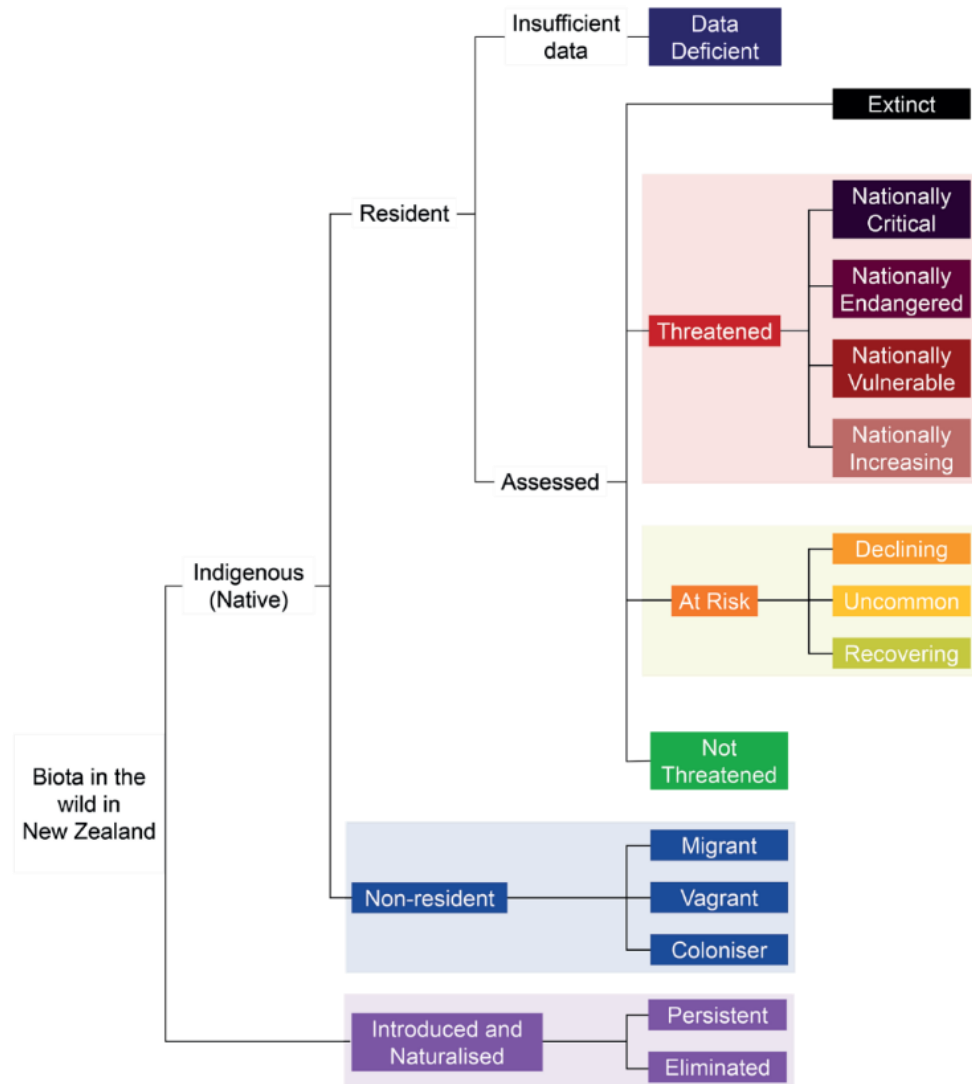 Insufficient
data
Data
Deficient
Extinct
Nationally
Critical
Resident
Nationally
Endangered
Threatened
Nationally
Vulnerable
Nationally
Increasing
Assessed
Declining
Indigenous
(Native)
At Risk
Uncommon
Recovering
Not
Threatened
Biota in the
wild in
New Zealand
Migrant
Non-resident
Vagrant
Coloniser
Introduced and
Naturalised
Persistent
Eliminated